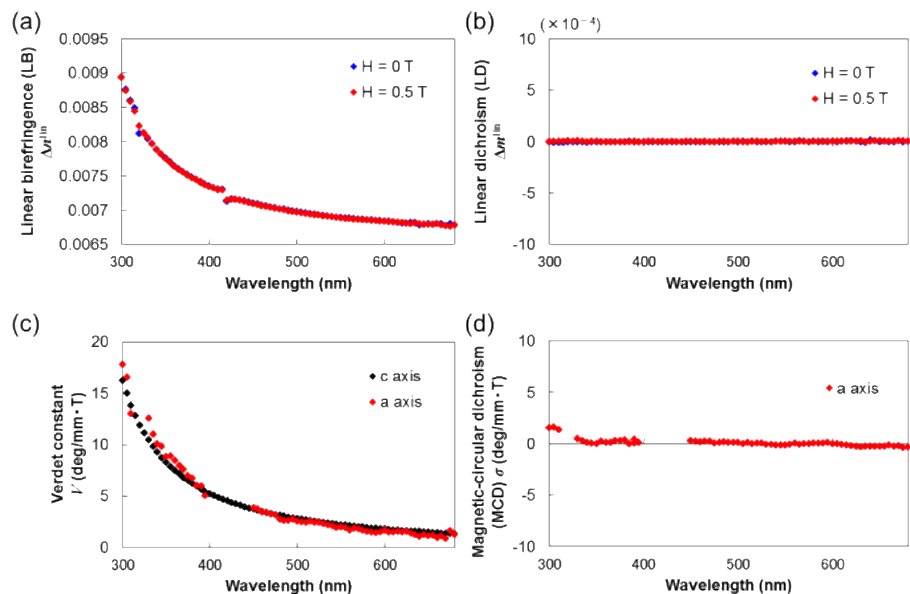 (a)
0.0095
0.009
0.0085
0.008
0.0075
0.007
0.0065
Linear birefringence (LB)
Δn^lin
H = 0 T
H = 0.5 T
300 400 500 600
Wavelength (nm)
(b)
(×10⁻⁴)
10
5
0
-5
-10
Linear dichroism (LD)
Δm^lin
H = 0 T
H = 0.5 T
300 400 500 600
Wavelength (nm)
(c)
20
15
10
5
0
Verdet constant
V (deg/mm·T)
c axis
a axis
300 400 500 600
Wavelength (nm)
(d)
10
5
0
-5
-10
Magnetic-circular dichroism
(MCD) σ (deg/mm·T)
a axis
300 400 500 600
Wavelength (nm)